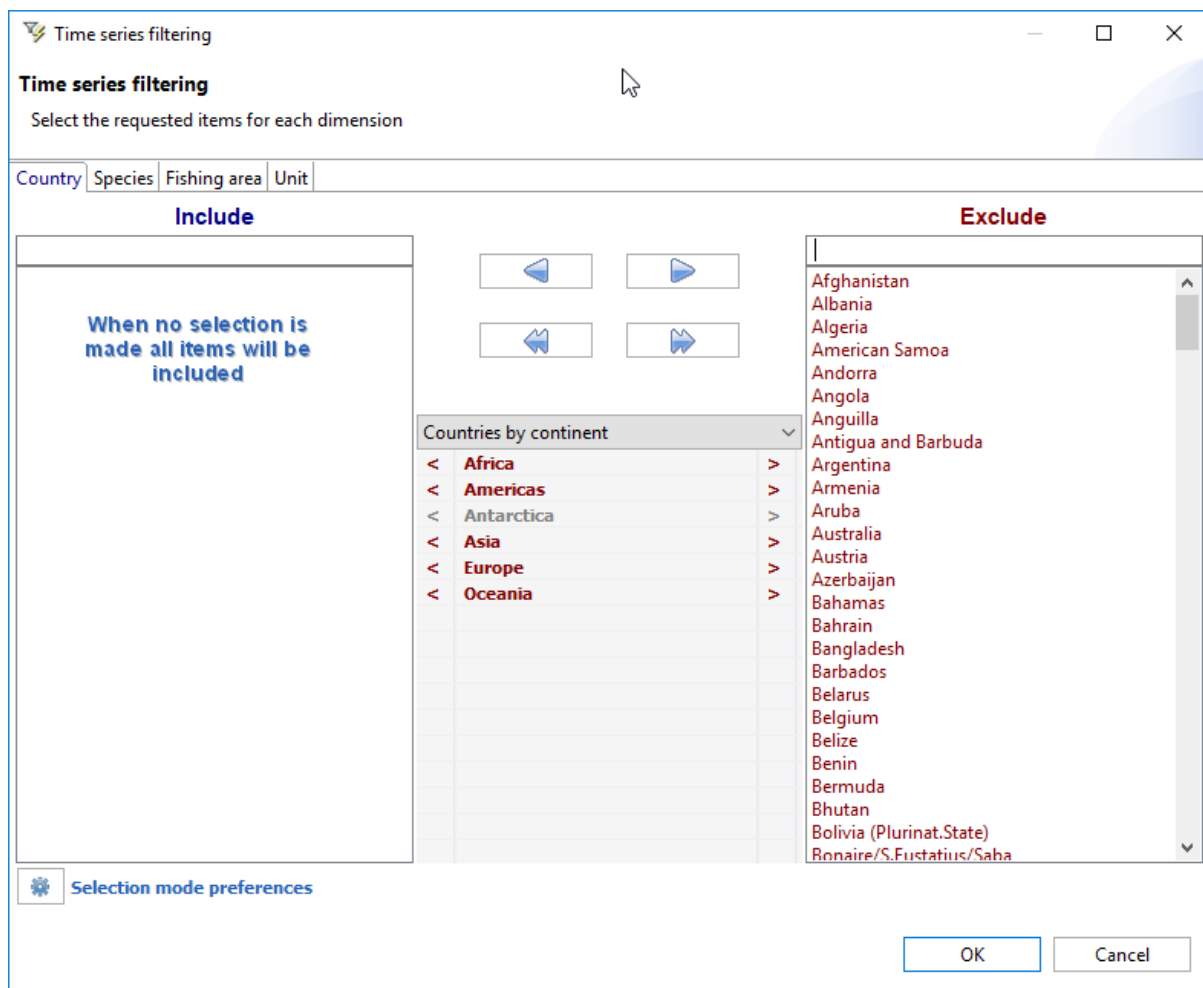 Time series filtering
Time series filtering
Select the requested items for each dimension
Country Species Fishing area Unit
Include
Exclude
When no selection is
made all items will be
included
Countries by continent
< Africa >
< Americas >
< Antarctica >
< Asia >
< Europe >
< Oceania >
Afghanistan
Albania
Algeria
American Samoa
Andorra
Angola
Anguilla
Antigua and Barbuda
Argentina
Armenia
Aruba
Australia
Austria
Azerbaijan
Bahamas
Bahrain
Bangladesh
Barbados
Belarus
Belgium
Belize
Benin
Bermuda
Bhutan
Bolivia (Plurinat.State)
Bonaire/S.Eustatius/Saba
Selection mode preferences
OK
Cancel